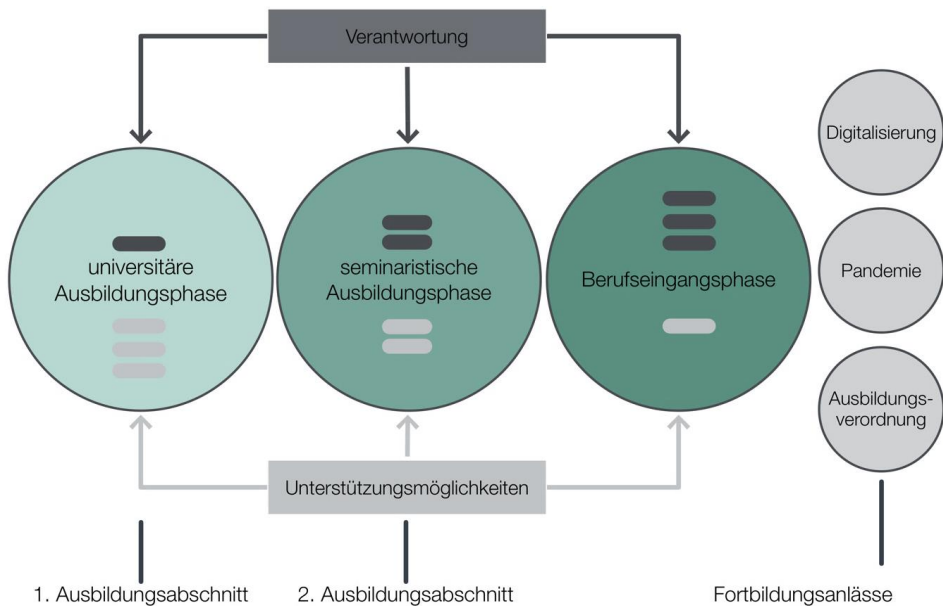 Verantwortung
universitäre
Ausbildungsphase
seminaristische
Ausbildungsphase
Berufseingangsphase
Digitalisierung
Pandemie
Ausbildungs-
verordnung
Unterstützungsmöglichkeiten
1. Ausbildungsabschnitt
2. Ausbildungsabschnitt
Fortbildungsanlässe